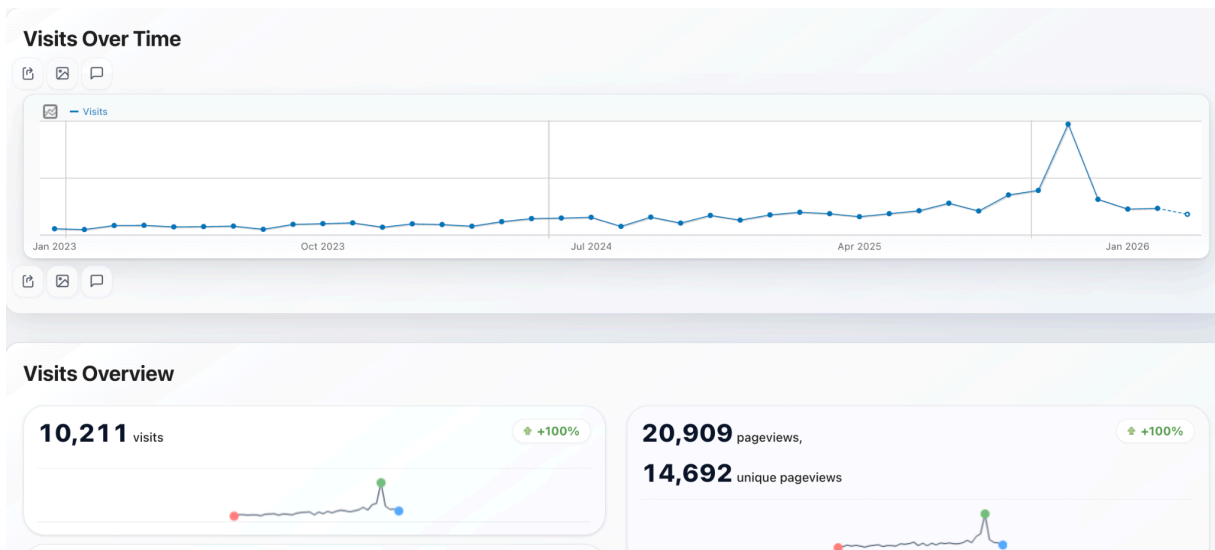 Visits Over Time
Visits
Jan 2023 Oct 2023 Jul 2024 Apr 2025 Jan 2026
Visits Overview
10,211 visits +100%
20,909 pageviews, +100%
14,692 unique pageviews